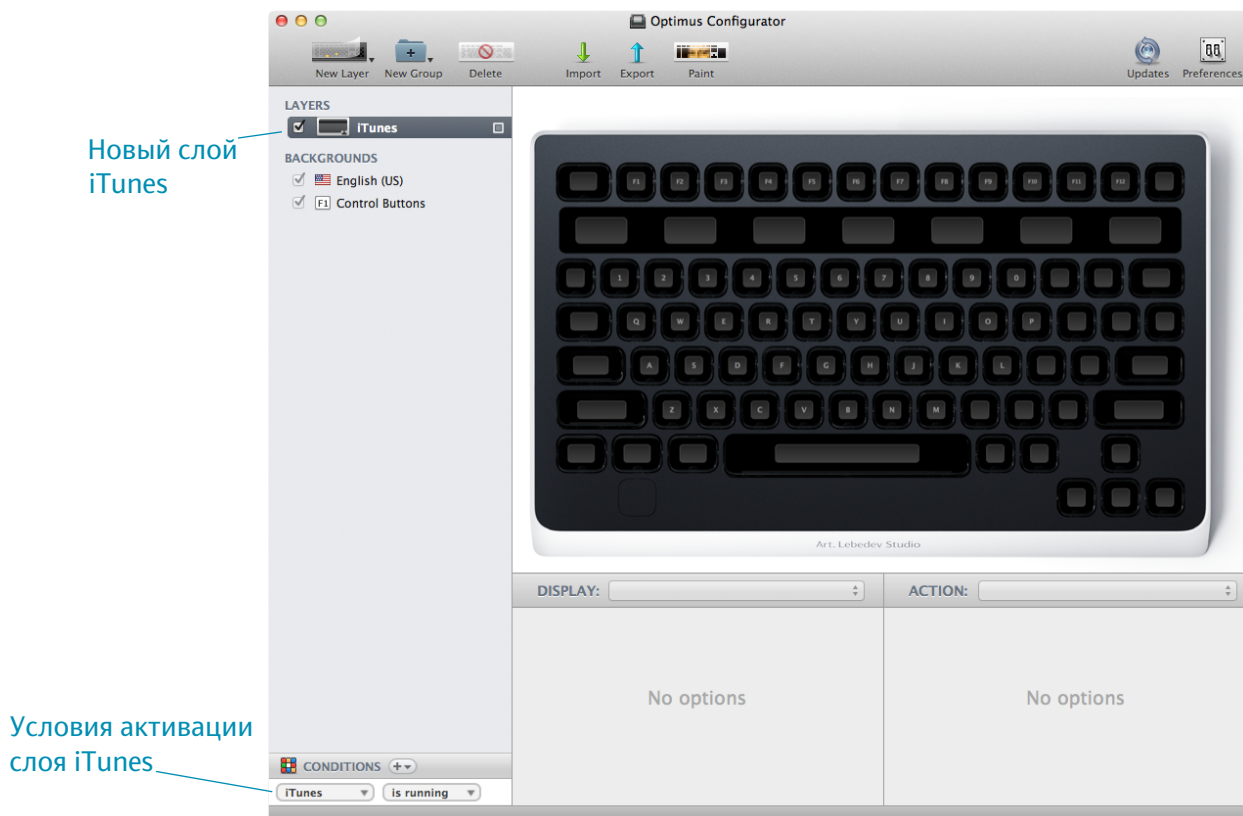 Optimus Configurator
New Layer New Group Delete Import Export Paint Updates Preferences
LAYERS
iTunes
Новый слой
iTunes
BACKGROUNDS
English (US)
F1 Control Buttons
F1 F2 F3 F4 F5 F6 F7 F8 F9 F10 F11 F12
1 2 3 4 5 6 7 8 9 0
Q W E R T Y U I O P
A S D F G H J K L
Z X C V B N M
Art. Lebedev Studio
DISPLAY: ACTION:
No options No options
Условия активации
слоя iTunes
CONDITIONS
iTunes is running